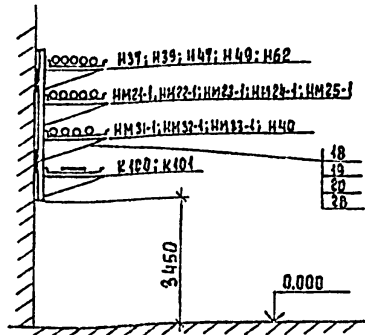 Н37; Н39; Н47; Н49; Н62
НМ21-1, НМ22-1; НМ23-1; НМ24-1; НМ25-1
НМ31-1; НМ32-1; НМ33-1; Н40
К100; К101
18
19
20
28
3450
0.000